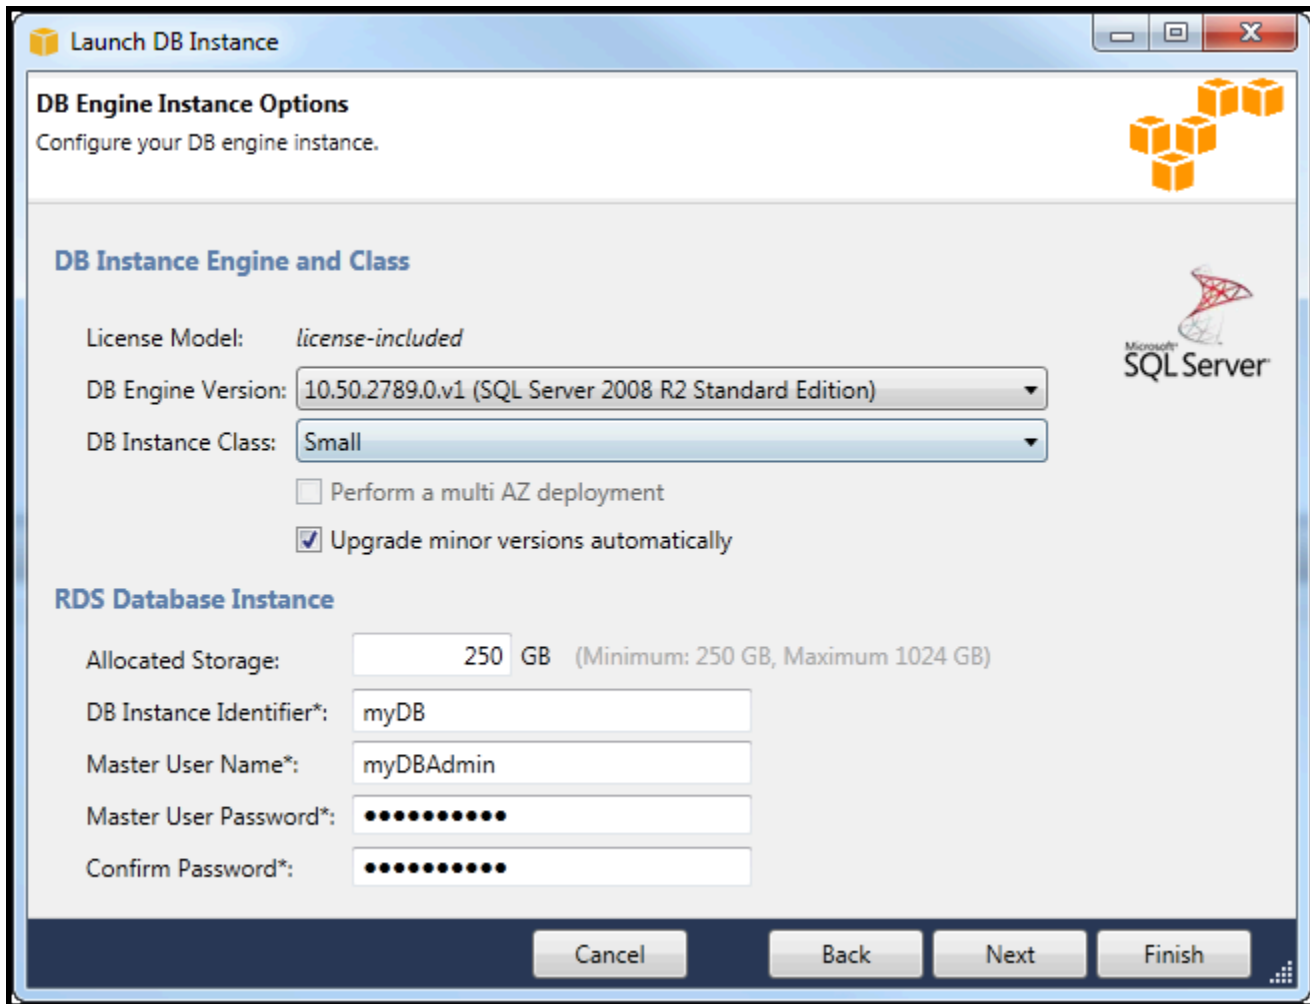 Launch DB Instance
DB Engine Instance Options
Configure your DB engine instance.
DB Instance Engine and Class
License Model: license-included
DB Engine Version: 10.50.2789.0.v1 (SQL Server 2008 R2 Standard Edition)
DB Instance Class: Small
Microsoft®
SQL Server
Perform a multi AZ deployment
Upgrade minor versions automatically
RDS Database Instance
Allocated Storage: 250 GB (Minimum: 250 GB, Maximum 1024 GB)
DB Instance Identifier*: myDB
Master User Name*: myDBAdmin
Master User Password*: ●●●●●●●●●●
Confirm Password*: ●●●●●●●●●●
Cancel Back Next Finish